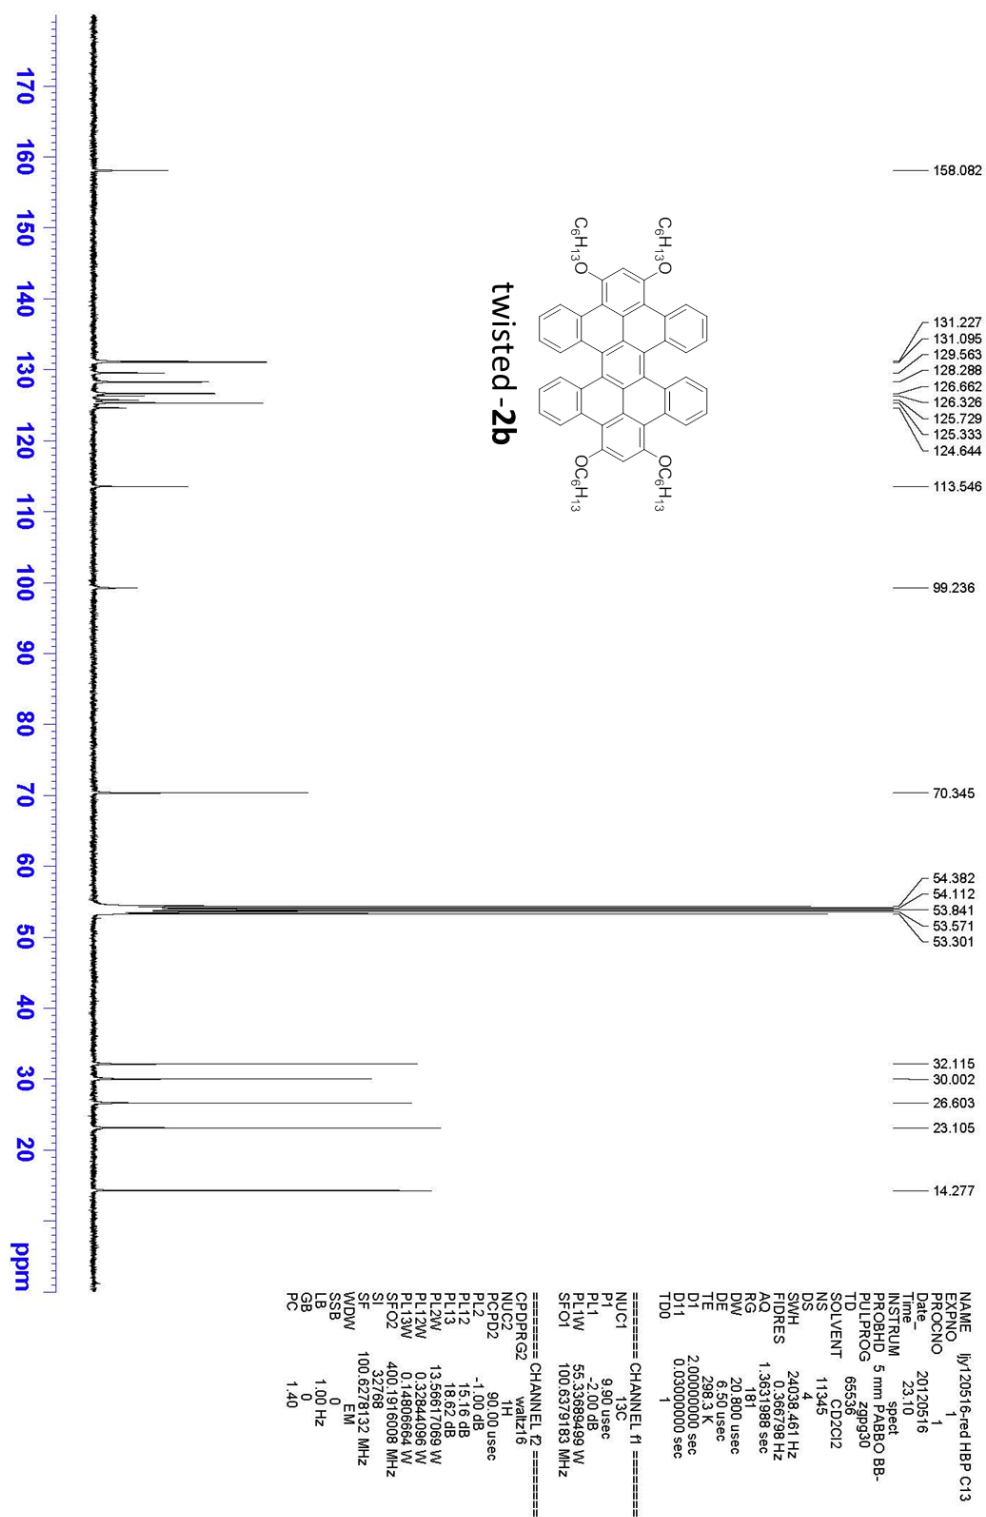 158.082
131.227
131.095
129.563
128.288
126.662
126.326
125.729
125.333
124.644
113.546
99.236
70.345
54.382
54.112
53.841
53.571
53.301
32.115
30.002
26.603
23.105
14.277
C6H13O
OC6H13
C6H13O
OC6H13
twisted -2b
170 160 150 140 130 120 110 100 90 80 70 60 50 40 30 20 ppm
NAME ljy120516-red HBP C13
EXPNO 1
PROCNO 1
Date_ 20120516
Time 23.10
INSTRUM spect
PROBHD 5 mm PABBO BB-
PULPROG zgpg30
TD 65536
SOLVENT CD2Cl2
NS 11345
DS 4
SWH 24038.461 Hz
FIDRES 0.366798 Hz
AQ 1.3631988 sec
RG 181
DW 20.800 usec
DE 6.50 usec
TE 298.3 K
D1 2.00000000 sec
D11 0.03000000 sec
TD0 1
======== CHANNEL f1 ========
NUC1 13C
P1 9.90 usec
PL1 -2.00 dB
PL1W 55.33689499 W
SFO1 100.6379183 MHz
======== CHANNEL f2 ========
CPDPRG2 waltz16
NUC2 1H
PCPD2 90.00 usec
PL2 -1.00 dB
PL12 15.16 dB
PL13 18.62 dB
PL2W 13.56617069 W
PL12W 0.32844096 W
PL13W 0.14806664 W
SFO2 400.1916008 MHz
SI 32768
SF 100.6278132 MHz
WDW EM
SSB 0
LB 1.00 Hz
GB 0
PC 1.40